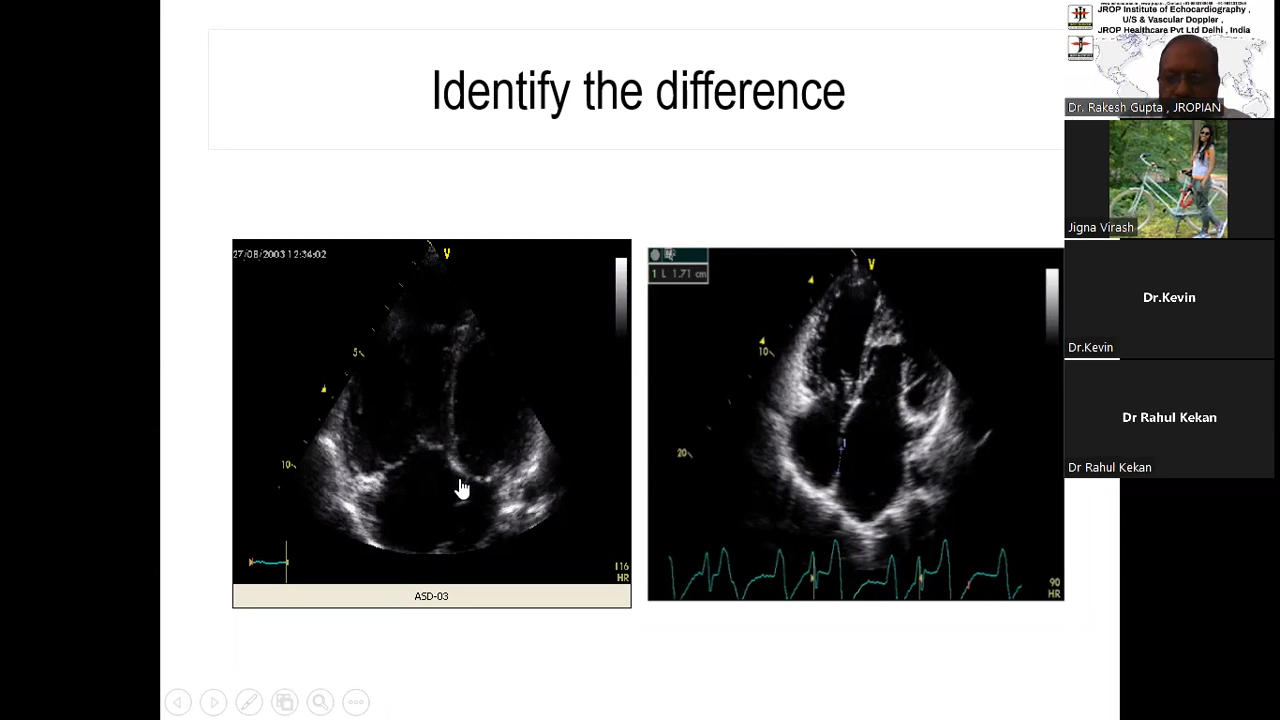 Identify the difference
27/08/2003 12:34:02
V
5
10
116
HR
ASD-03
1 L 1.71 cm
V
10
20
1
90
HR
JROP Institute of Echocardiography ,
U/S & Vascular Doppler ,
JROP Healthcare Pvt Ltd Delhi , India
Dr. Rakesh Gupta , JROPIAN
Jigna Virash
Dr.Kevin
Dr.Kevin
Dr Rahul Kekan
Dr Rahul Kekan